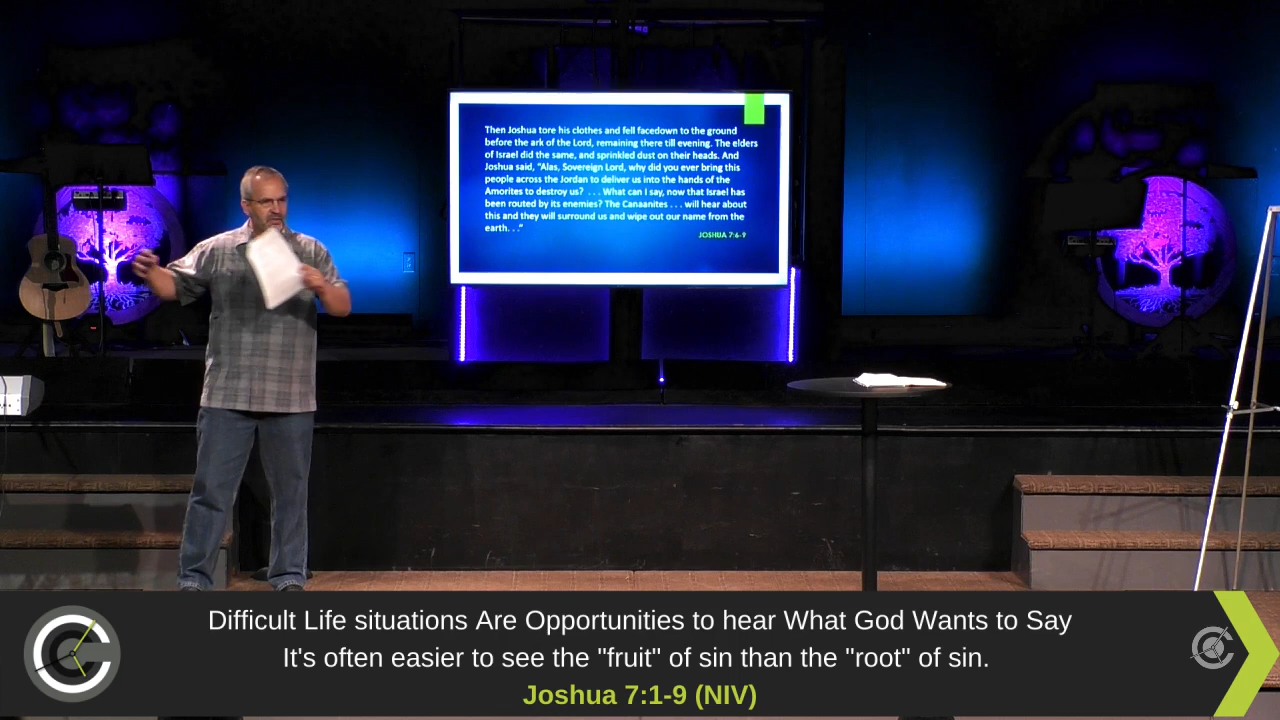 Then Joshua tore his clothes and fell facedown to the ground
before the ark of the Lord, remaining there till evening. The elders
of Israel did the same, and sprinkled dust on their heads. And
Joshua said, "Alas, Sovereign Lord, why did you ever bring this
people across the Jordan to deliver us into the hands of the
Amorites to destroy us? . . . What can I say, now that Israel has
been routed by its enemies? The Canaanites . . . will hear about
this and they will surround us and wipe out our name from the
earth. . ."
JOSHUA 7:6-9
Difficult Life situations Are Opportunities to hear What God Wants to Say
It's often easier to see the "fruit" of sin than the "root" of sin.
Joshua 7:1-9 (NIV)